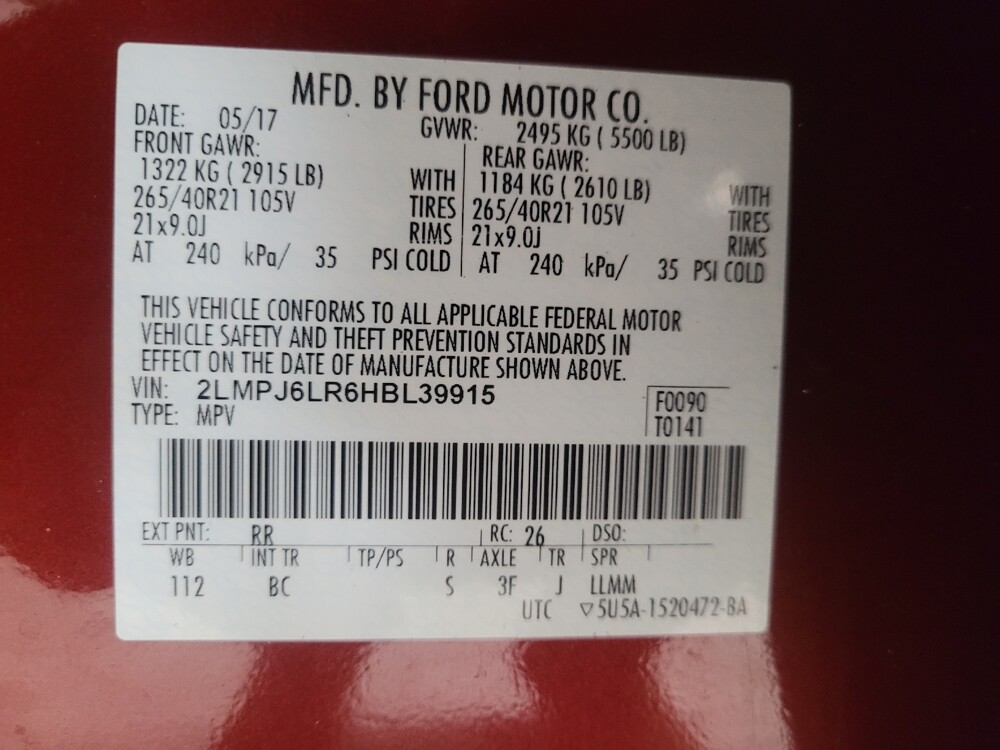 MFD. BY FORD MOTOR CO.
DATE: 05/17 GVWR: 2495 KG ( 5500 LB)
FRONT GAWR: REAR GAWR:
1322 KG ( 2915 LB) WITH 1184 KG ( 2610 LB) WITH
265/40R21 105V TIRES 265/40R21 105V TIRES
21x9.0J RIMS 21x9.0J RIMS
AT 240 kPa/ 35 PSI COLD AT 240 kPa/ 35 PSI COLD
THIS VEHICLE CONFORMS TO ALL APPLICABLE FEDERAL MOTOR
VEHICLE SAFETY AND THEFT PREVENTION STANDARDS IN
EFFECT ON THE DATE OF MANUFACTURE SHOWN ABOVE.
VIN: 2LMPJ6LR6HBL39915 F0090
TYPE: MPV T0141
EXT PNT: RR RC: 26 DSO:
WB INT TR TP/PS R AXLE TR SPR
112 BC S 3F J LLMM
UTC ▽5U5A-1520472-BA